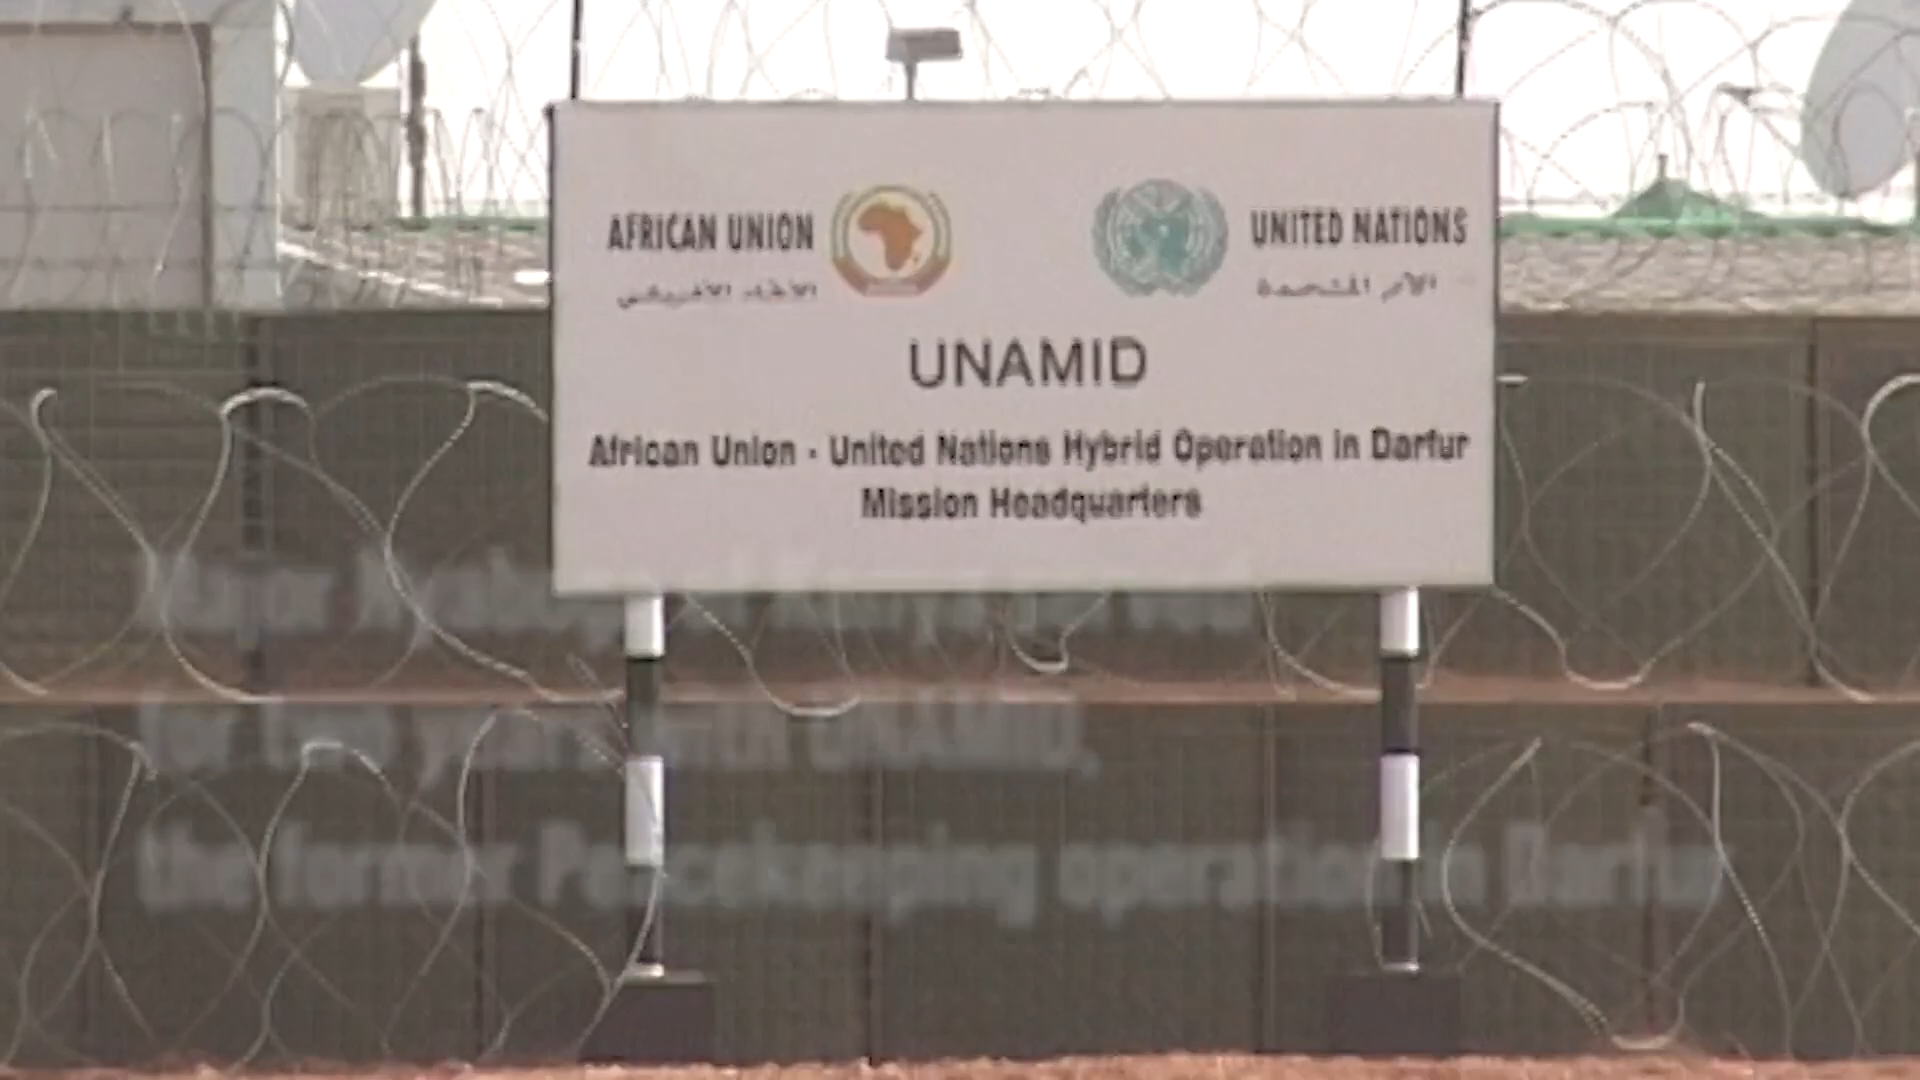 AFRICAN UNION
الاتحاد الأفريقي
UNITED NATIONS
الأمم المتحدة
UNAMID
African Union - United Nations Hybrid Operation in Darfur
Mission Headquarters
Major
for two years with UNAMID,
the former Peacekeeping operation in Darfur